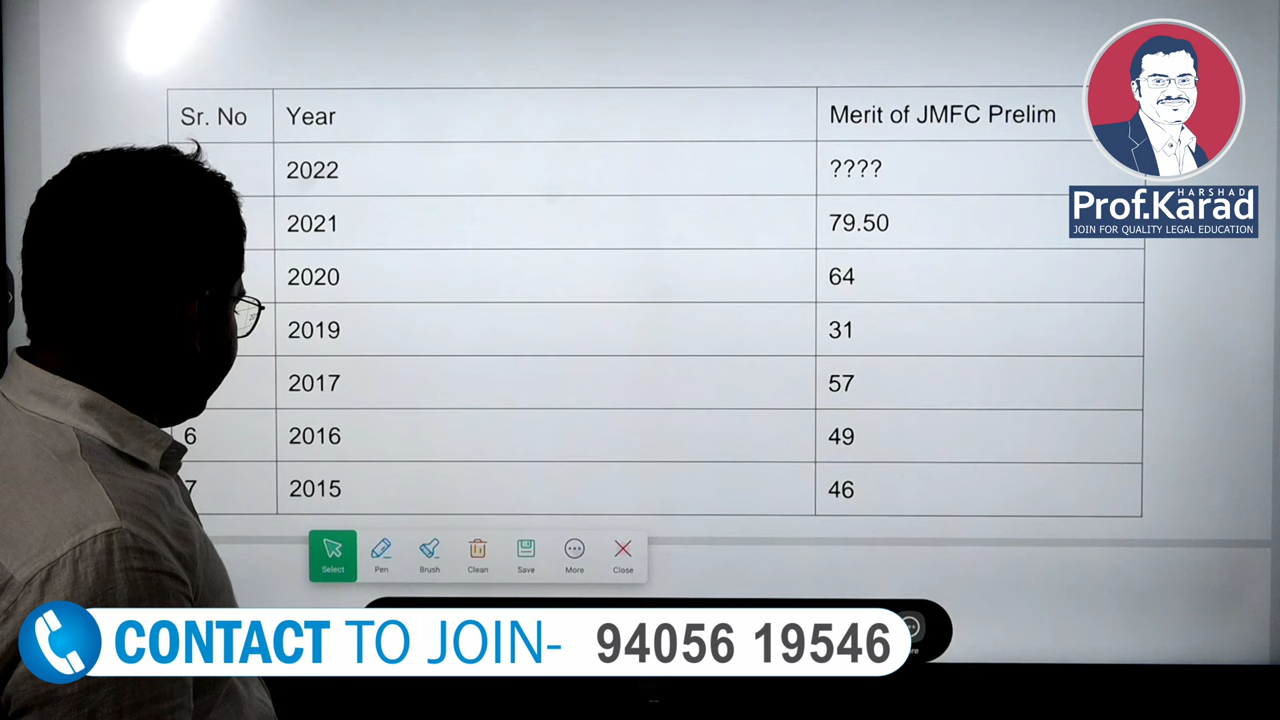 Sr. No Year Merit of JMFC Prelim
2022 ????
2021 79.50
2020 64
2019 31
2017 57
6 2016 49
7 2015 46
HARSHAD
Prof.Karad
JOIN FOR QUALITY LEGAL EDUCATION
Select Pen Brush Clean Save More Close
CONTACT TO JOIN- 94056 19546